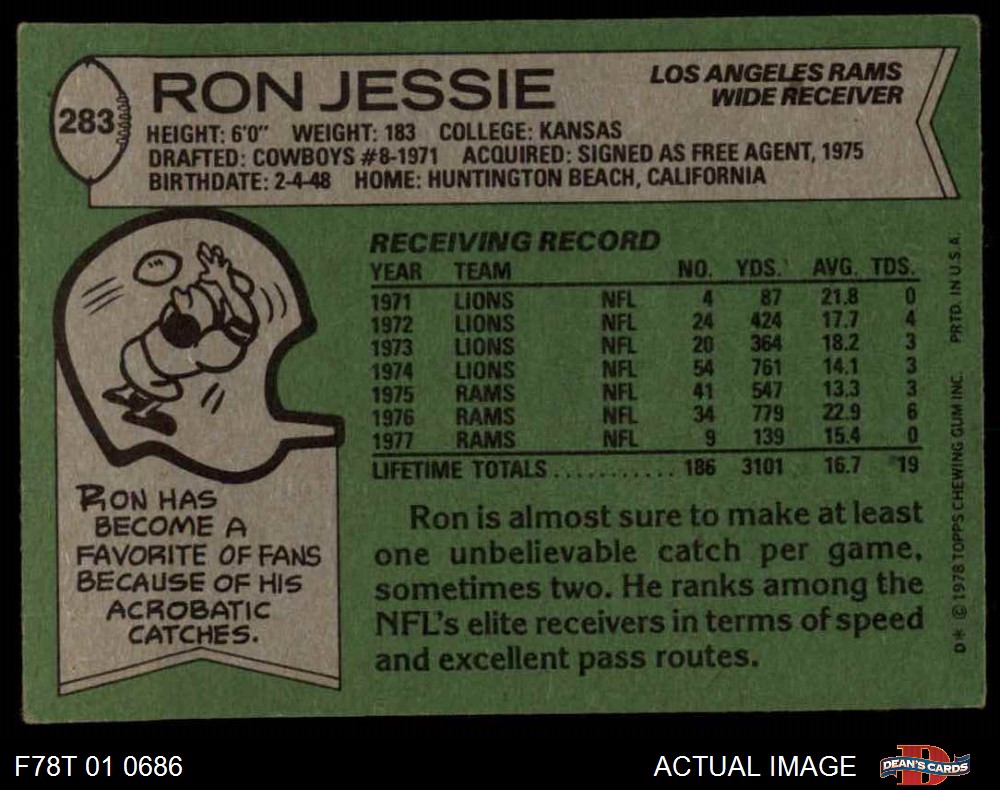 283
RON JESSIE
LOS ANGELES RAMS
WIDE RECEIVER
HEIGHT: 6'0" WEIGHT: 183 COLLEGE: KANSAS
DRAFTED: COWBOYS #8-1971 ACQUIRED: SIGNED AS FREE AGENT, 1975
BIRTHDATE: 2-4-48 HOME: HUNTINGTON BEACH, CALIFORNIA
RECEIVING RECORD
YEAR TEAM NO. YDS. AVG. TDS.
1971 LIONS NFL 4 87 21.8 0
1972 LIONS NFL 24 424 17.7 4
1973 LIONS NFL 20 364 18.2 3
1974 LIONS NFL 54 761 14.1 3
1975 RAMS NFL 41 547 13.3 3
1976 RAMS NFL 34 779 22.9 6
1977 RAMS NFL 9 139 15.4 0
LIFETIME TOTALS ........... 186 3101 16.7 19
RON HAS
BECOME A
FAVORITE OF FANS
BECAUSE OF HIS
ACROBATIC
CATCHES.
Ron is almost sure to make at least
one unbelievable catch per game,
sometimes two. He ranks among the
NFL's elite receivers in terms of speed
and excellent pass routes.
D* © 1978 TOPPS CHEWING GUM INC. PRTD. IN U.S.A.
F78T 01 0686
ACTUAL IMAGE
D
DEAN'S CARDS